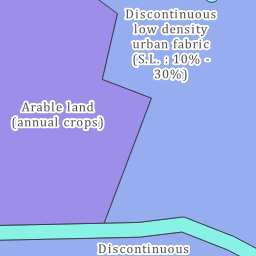 Discontinuous
low density
urban fabric
(S.L. : 10% -
30%)
Arable land
(annual crops)
Discontinuous